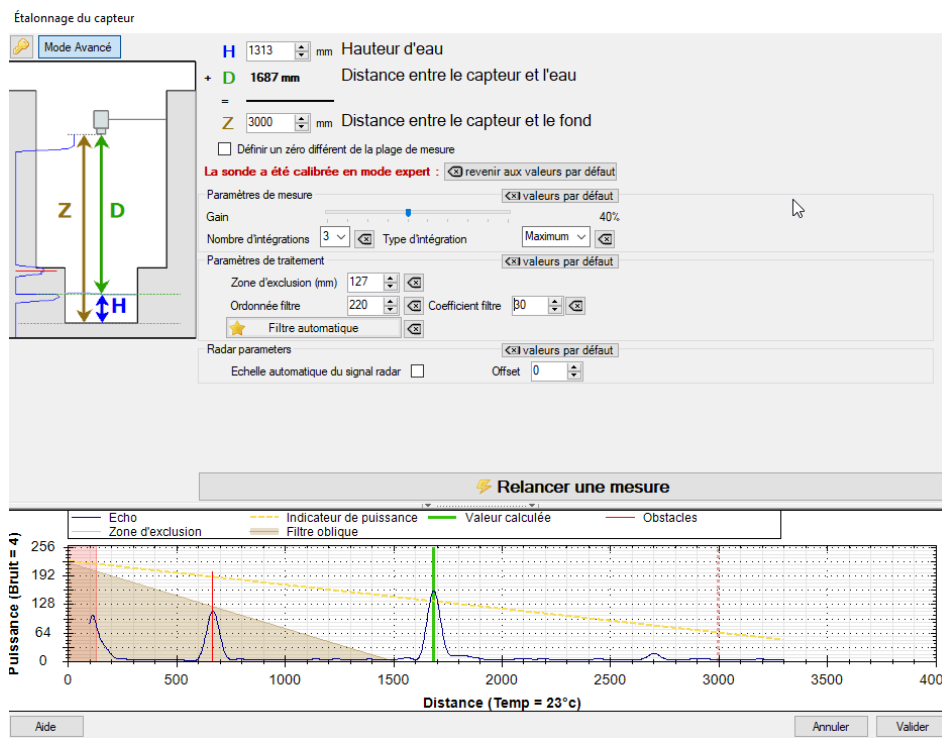 Étalonnage du capteur
Mode Avancé
H 1313 mm Hauteur d'eau
+ D 1687 mm Distance entre le capteur et l'eau
=
Z 3000 mm Distance entre le capteur et le fond
Définir un zéro différent de la plage de mesure
La sonde a été calibrée en mode expert : revenir aux valeurs par défaut
Z D H
Paramètres de mesure valeurs par défaut
Gain 40%
Nombre d'intégrations 3 Type d'intégration Maximum
Paramètres de traitement valeurs par défaut
Zone d'exclusion (mm) 127
Ordonnée filtre 220 Coefficient filtre 30
Filtre automatique
Radar parameters valeurs par défaut
Echelle automatique du signal radar Offset 0
Relancer une mesure
Echo Indicateur de puissance Valeur calculée Obstacles
Zone d'exclusion Filtre oblique
Puissance (Bruit = 4)
256
192
128
64
0
0 500 1000 1500 2000 2500 3000 3500 400
Distance (Temp = 23°c)
Aide Annuler Valider